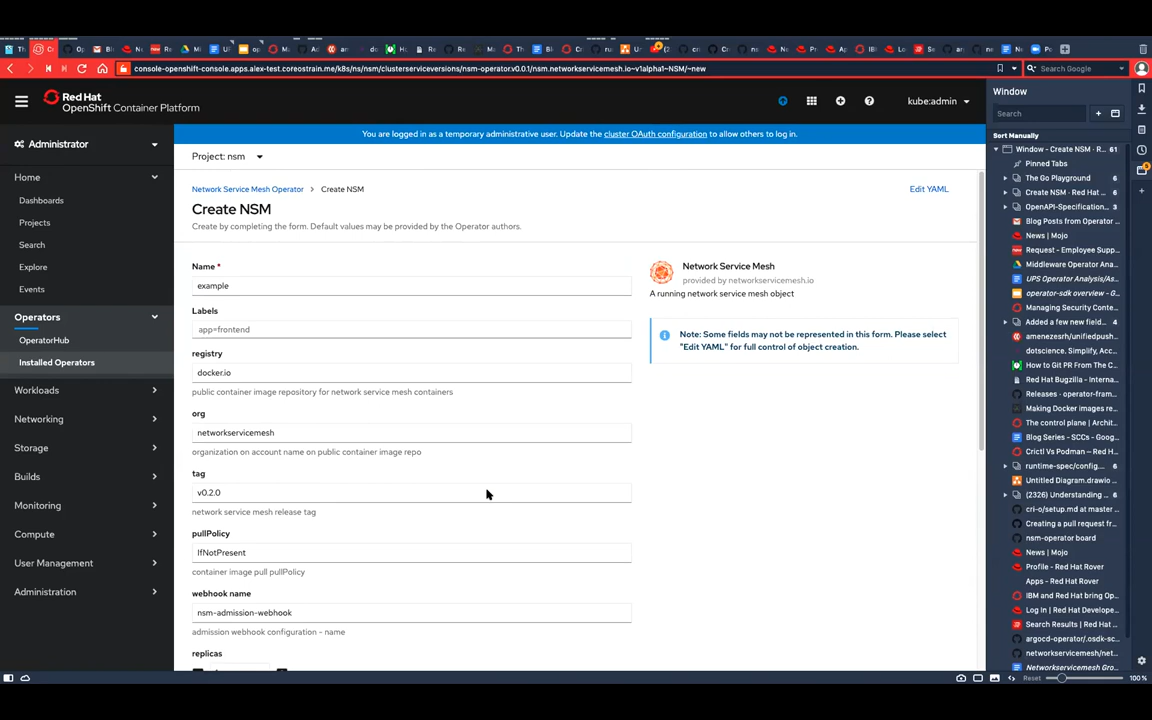 console-openshift-console.apps.alex-test.coreostrain.me/k8s/ns/nsm/clusterserviceversions/nsm-operator.v0.0.1/nsm.networkservicemesh.io~v1alpha1~NSM/~new
Search Google
Red Hat
OpenShift Container Platform
kube:admin
Window
Search
Sort Manually
You are logged in as a temporary administrative user. Update the cluster OAuth configuration to allow others to log in.
Administrator
Home
Dashboards
Projects
Search
Explore
Events
Operators
OperatorHub
Installed Operators
Workloads
Networking
Storage
Builds
Monitoring
Compute
User Management
Administration
Project: nsm
Network Service Mesh Operator > Create NSM
Edit YAML
Create NSM
Create by completing the form. Default values may be provided by the Operator authors.
Name *
example
Labels
app=frontend
registry
docker.io
public container image repository for network service mesh containers
org
networkservicemesh
organization on account name on public container image repo
tag
v0.2.0
network service mesh release tag
pullPolicy
IfNotPresent
container image pull pullPolicy
webhook name
nsm-admission-webhook
admission webhook configuration - name
replicas
Network Service Mesh
provided by networkservicemesh.io
A running network service mesh object
Note: Some fields may not be represented in this form. Please select
"Edit YAML" for full control of object creation.
Window - Create NSM · R... 61
Pinned Tabs
The Go Playground 6
Create NSM · Red Hat ... 6
OpenAPI-Specification... 3
Blog Posts from Operator ...
News | Mojo
Request - Employee Supp...
Middleware Operator Ana...
UPS Operator Analysis/As...
operator-sdk overview - G...
Managing Security Conte...
Added a few new field... 4
amenezesrh/unifiedpush...
dotscience. Simplify, Acc...
How to Git PR From The C...
Red Hat Bugzilla - Interna...
Releases · operator-fram...
Making Docker images re...
The control plane | Archit...
Blog Series - SCCs - Goog...
Crictl Vs Podman – Red H...
runtime-spec/config... 6
Untitled Diagram.drawio ...
(2326) Understanding ... 6
cri-o/setup.md at master ...
Creating a pull request fr...
nsm-operator board
News | Mojo
Profile - Red Hat Rover
Apps - Red Hat Rover
IBM and Red Hat bring Op...
Log In | Red Hat Develope...
Search Results | Red Hat ...
argocd-operator/.osdk-sc...
networkservicemesh/net...
Networkservicemesh Gro...
Reset
100 %